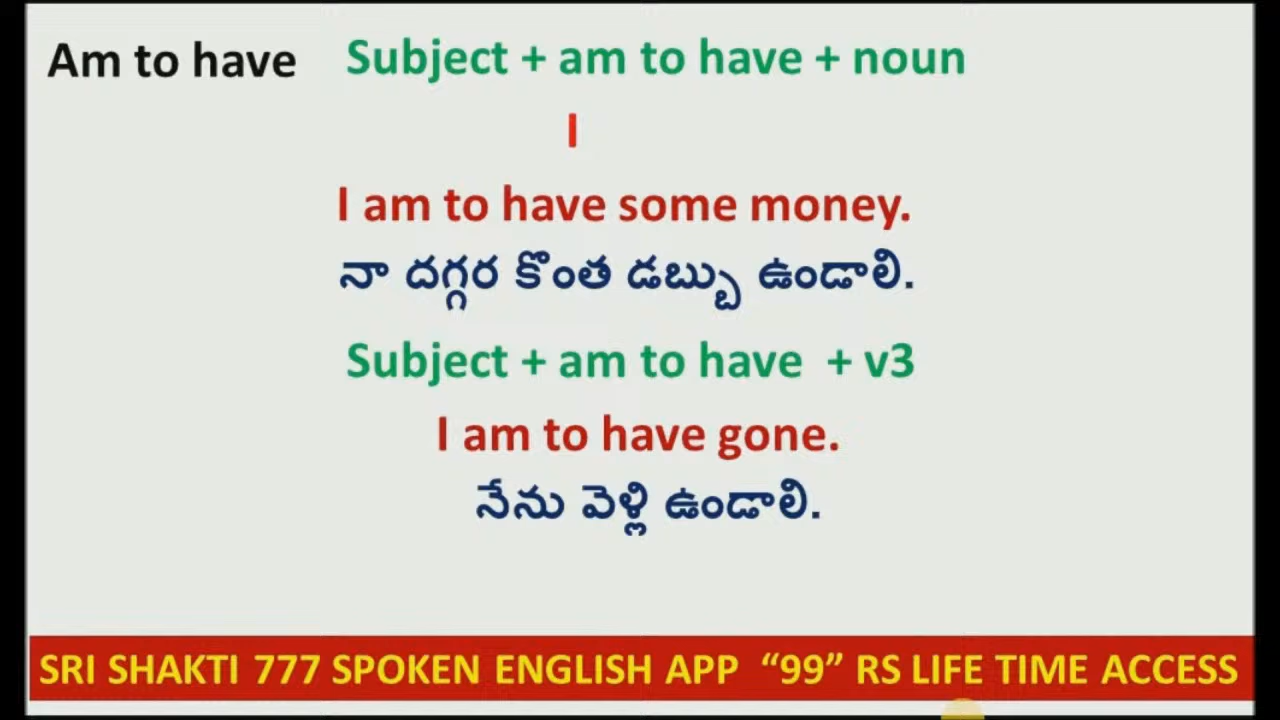 Am to have Subject + am to have + noun
I
I am to have some money.
నా దగ్గర కొంత డబ్బు ఉండాలి.
Subject + am to have + v3
I am to have gone.
నేను వెళ్లి ఉండాలి.
SRI SHAKTI 777 SPOKEN ENGLISH APP “99” RS LIFE TIME ACCESS